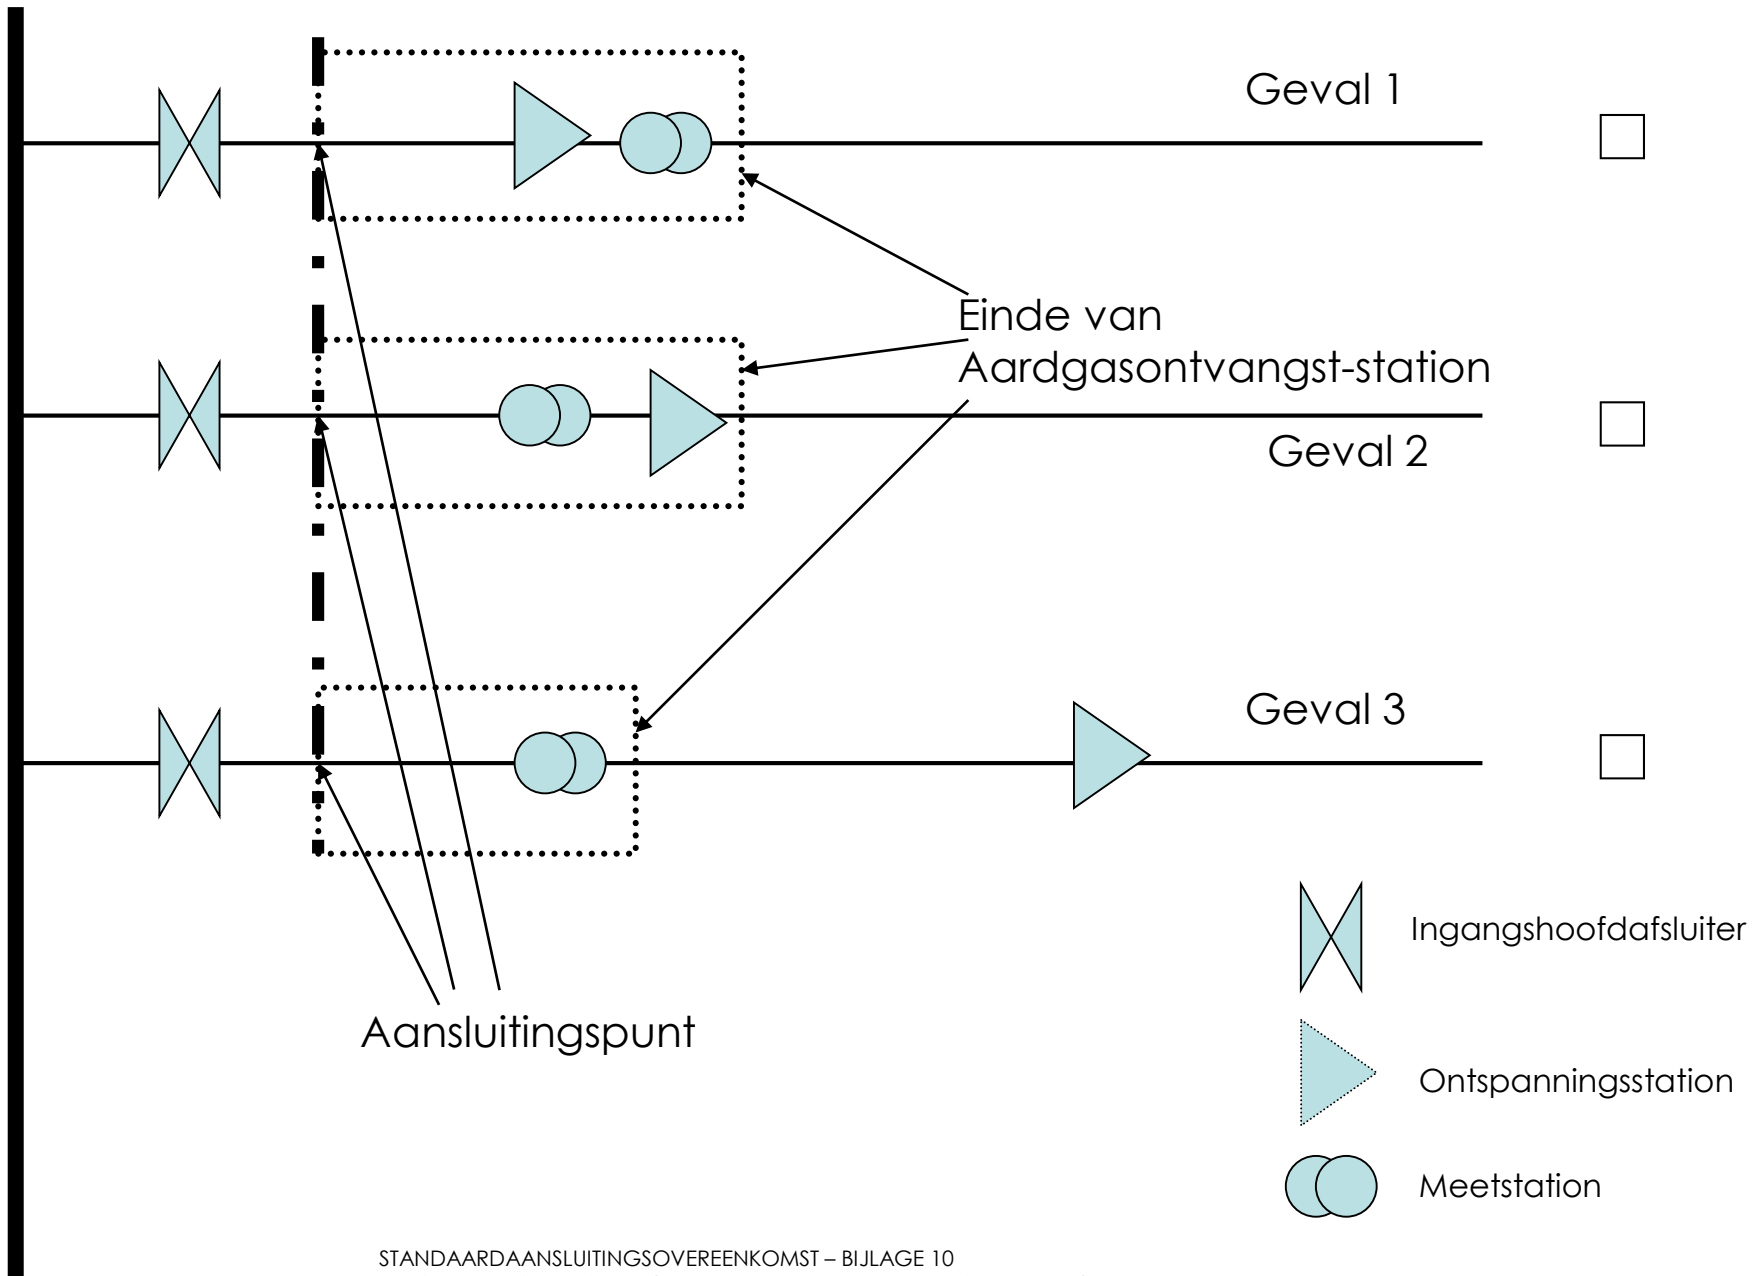 Geval 1
Einde van
Aardgasontvangst-station
Geval 2
Geval 3
Ingangshoofdafsluiter
Aansluitingspunt
Ontspanningsstation
Meetstation
STANDAARDAANSLUITINGSOVEREENKOMST – BIJLAGE 10